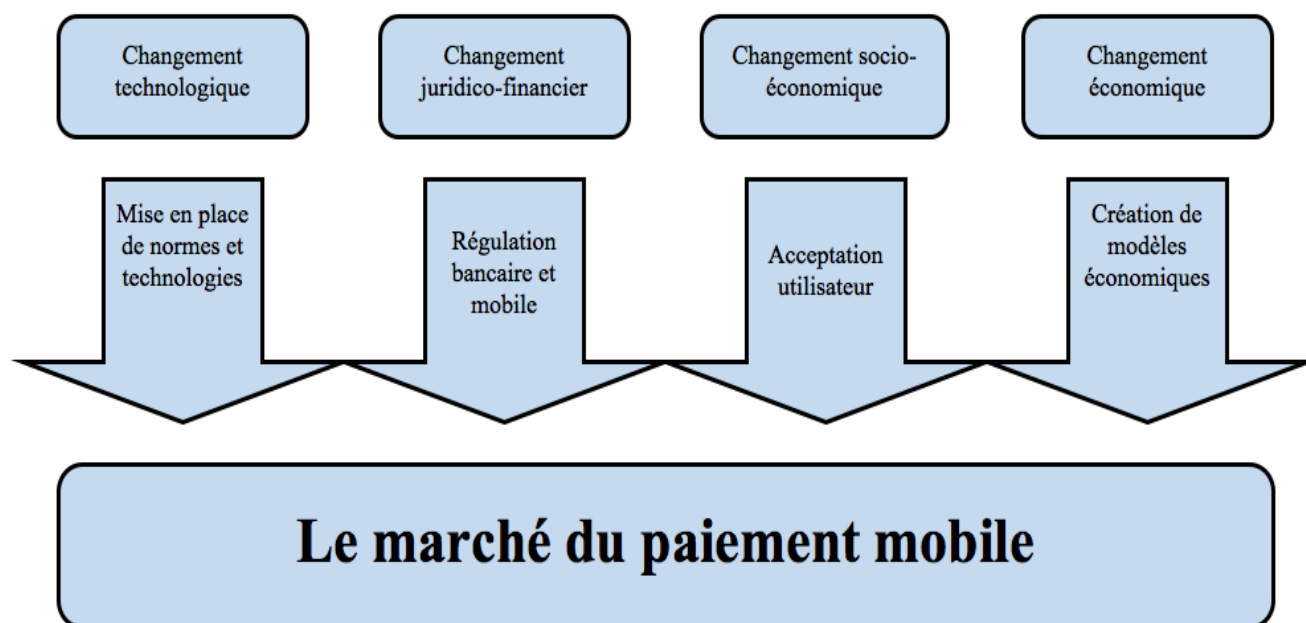 Changement
technologique
Changement
juridico-financier
Changement socio-
économique
Changement
économique
Mise en place
de normes et
technologies
Régulation
bancaire et
mobile
Acceptation
utilisateur
Création de
modèles
économiques
Le marché du paiement mobile